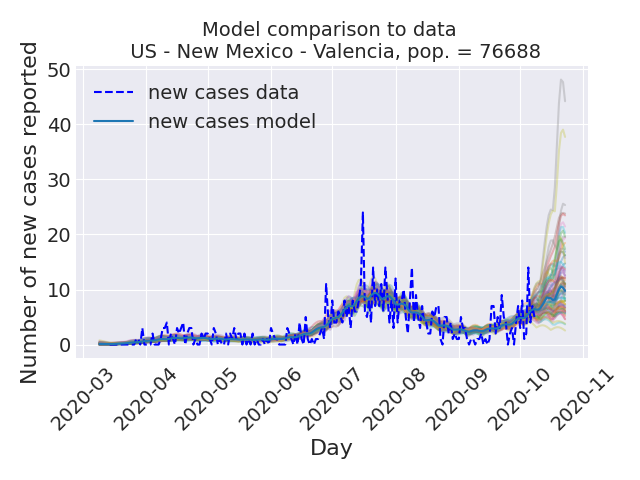 Model comparison to data
US - New Mexico - Valencia, pop. = 76688
Number of new cases reported
50
40
30
20
10
0
new cases data
new cases model
2020-03
2020-04
2020-05
2020-06
2020-07
2020-08
2020-09
2020-10
2020-11
Day